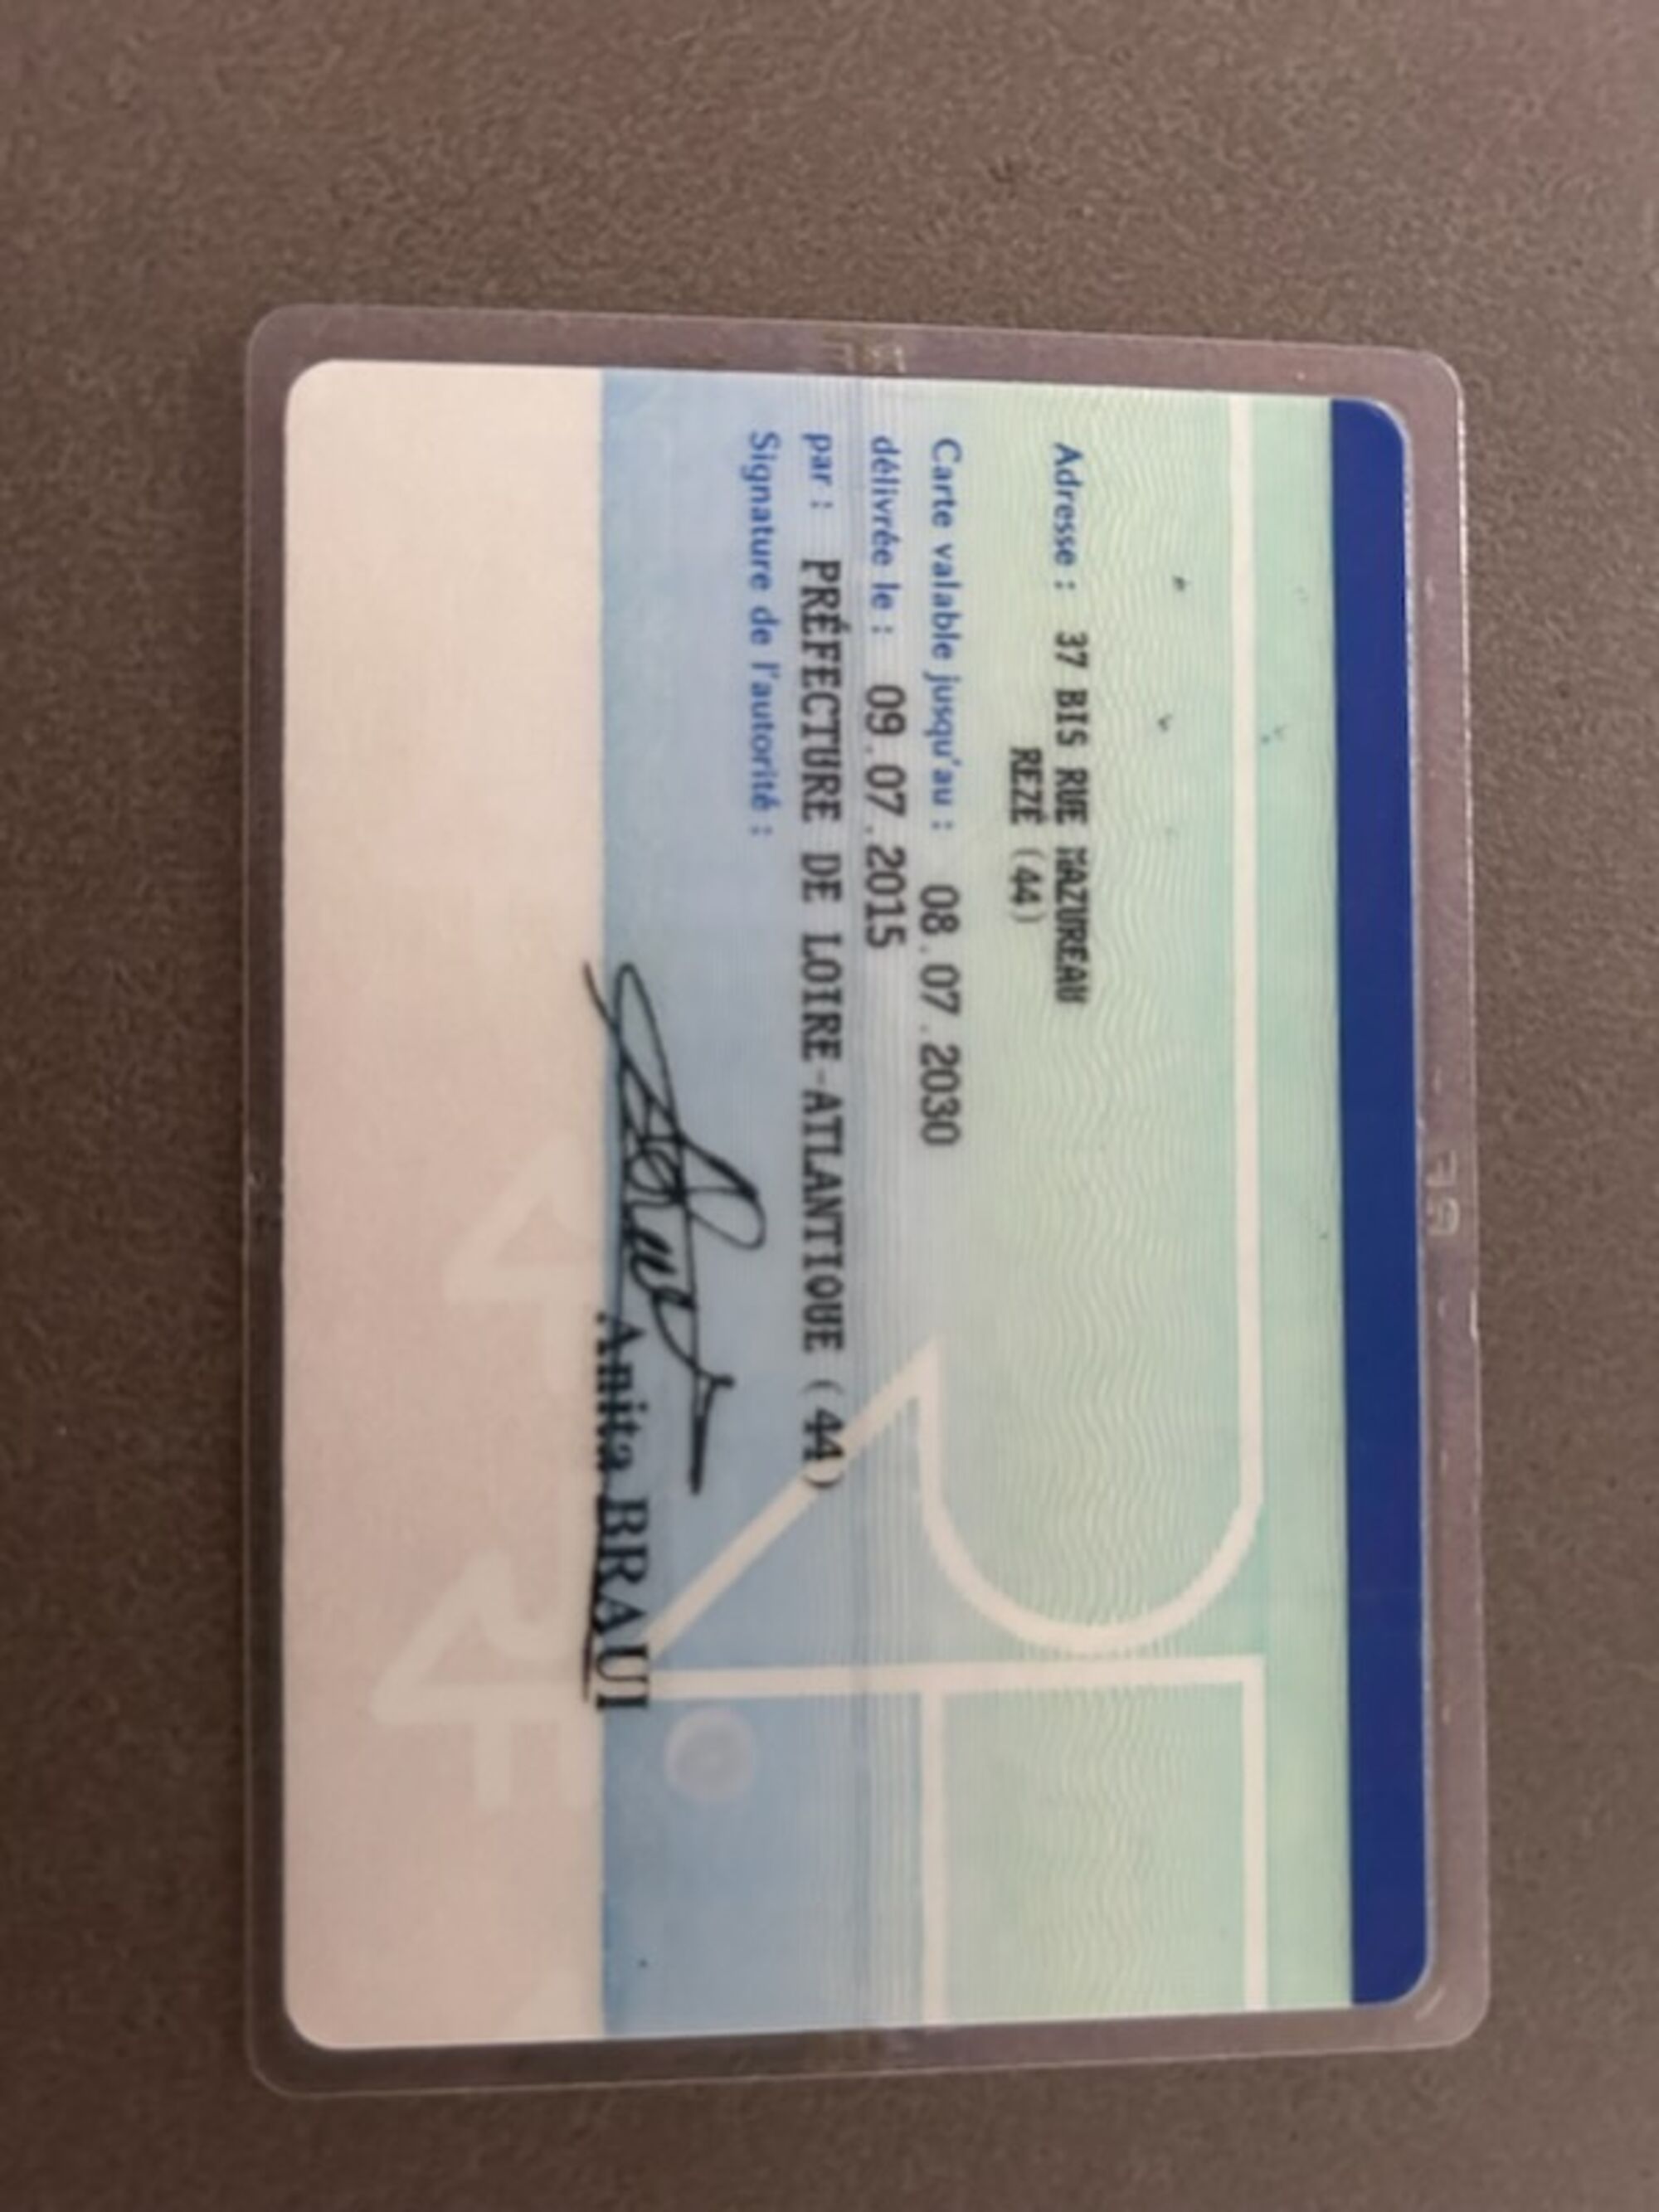 Adresse : 37 BIS RUE MAZUREAU
REZÉ (44)
Carte valable jusqu'au : 08.07.2030
délivrée le : 09.07.2015
par : PRÉFECTURE DE LOIRE-ATLANTIQUE (44)
Signature de l'autorité :
Anita BRAUI